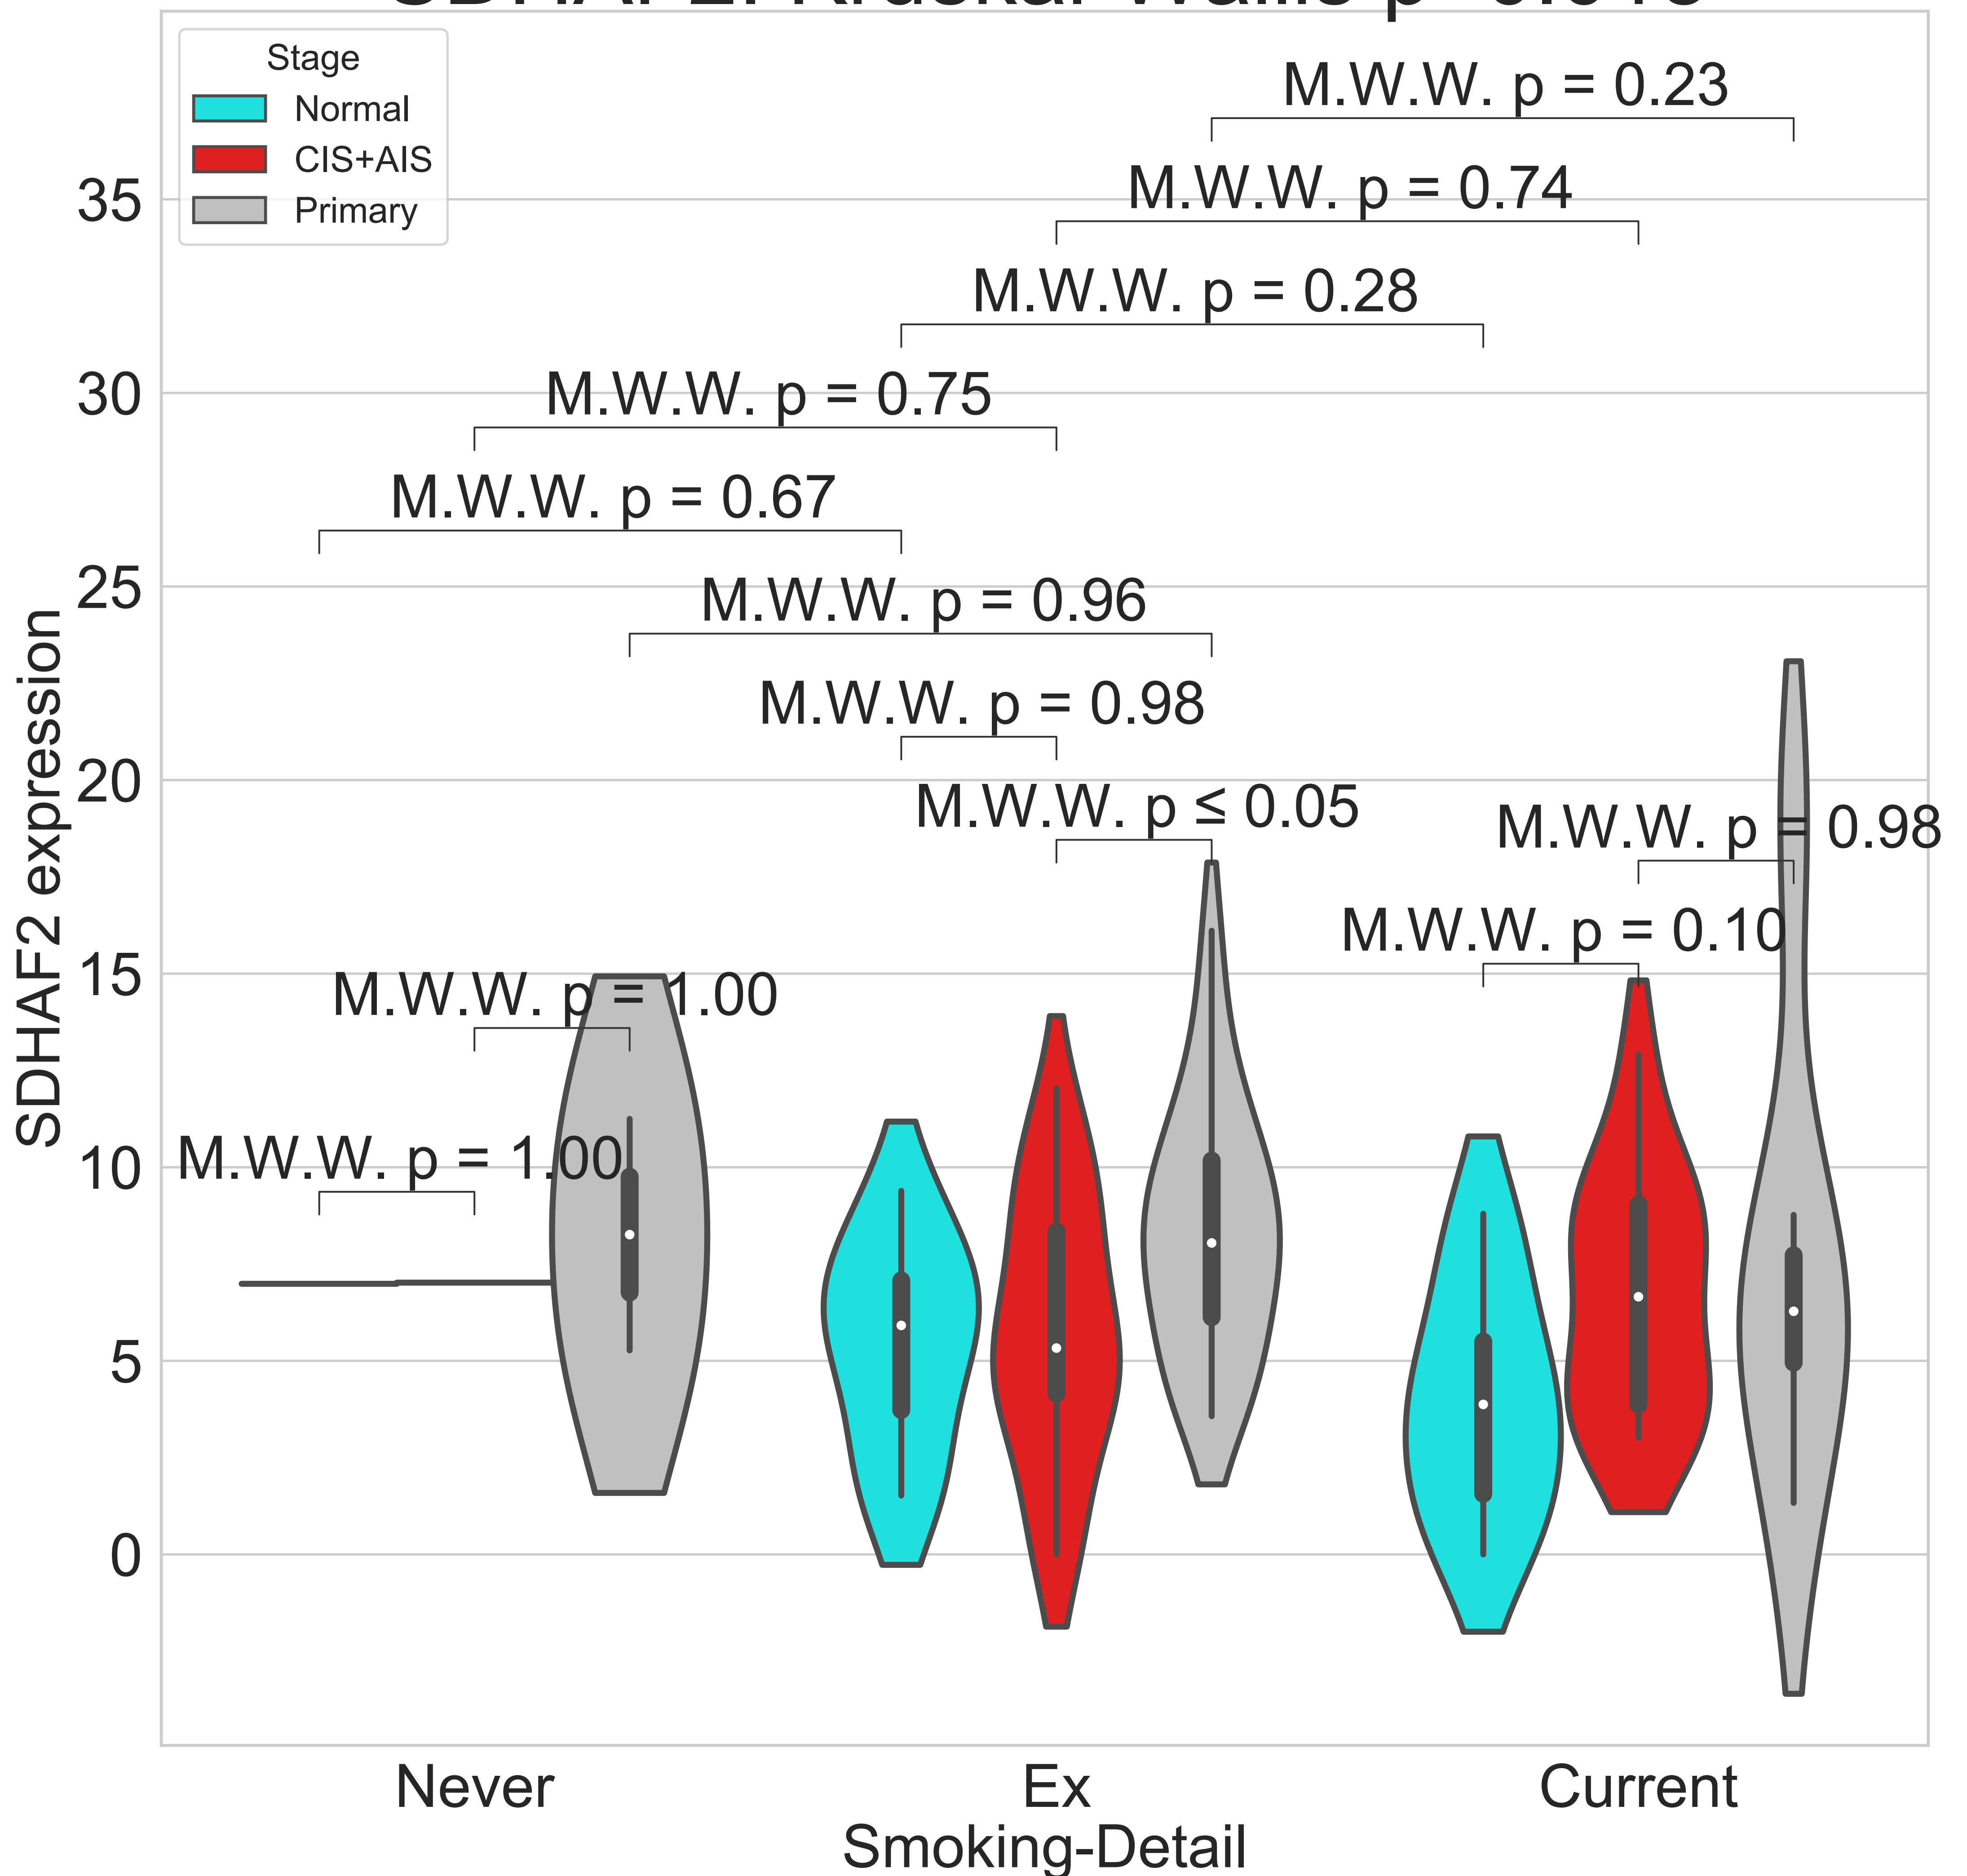 Stage
Normal
CIS+AIS
Primary
M.W.W. p = 0.23
M.W.W. p = 0.74
M.W.W. p = 0.28
M.W.W. p = 0.75
M.W.W. p = 0.67
M.W.W. p = 0.96
M.W.W. p = 0.98
M.W.W. p ≤ 0.05
M.W.W. p = 0.98
M.W.W. p = 0.10
M.W.W. p = 1.00
M.W.W. p = 1.00
35
30
25
20
15
10
5
0
SDHAF2 expression
Never
Ex
Current
Smoking-Detail